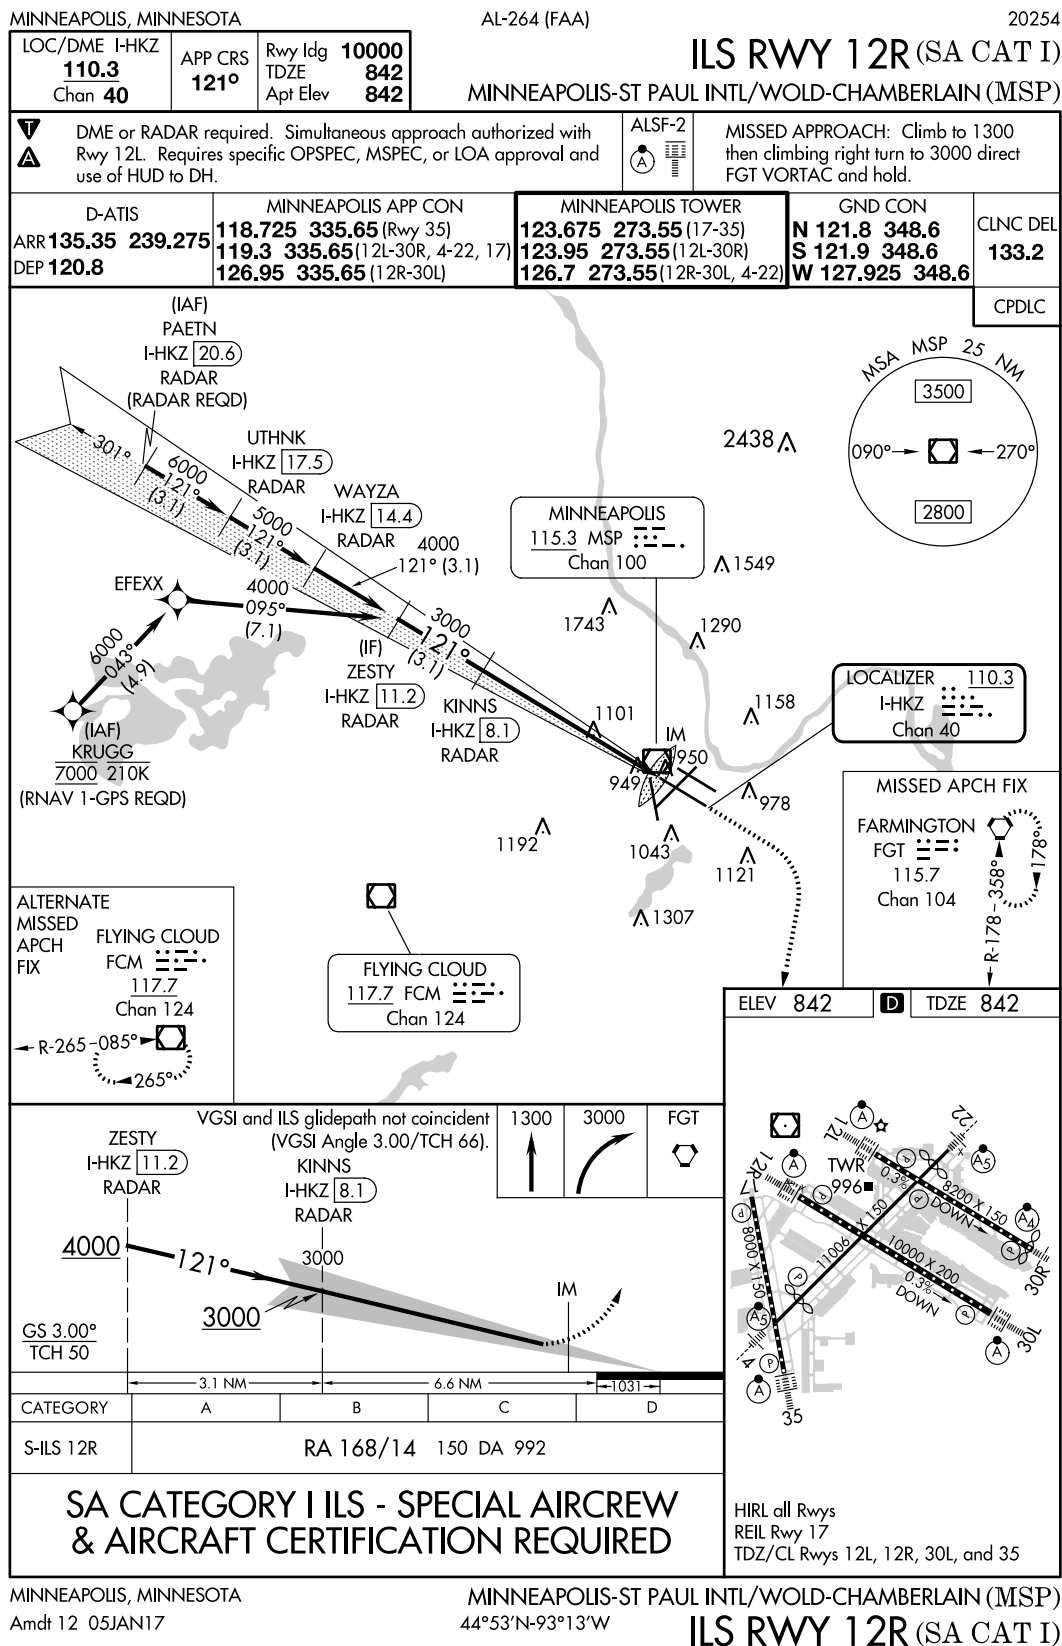 MINNEAPOLIS, MINNESOTA
AL-264 (FAA)
20254
LOC/DME I-HKZ
110.3
Chan 40
APP CRS
121°
Rwy ldg 10000
TDZE 842
Apt Elev 842
ILS RWY 12R (SA CAT I)
MINNEAPOLIS-ST PAUL INTL/WOLD-CHAMBERLAIN (MSP)
T
A
DME or RADAR required. Simultaneous approach authorized with
Rwy 12L. Requires specific OPSPEC, MSPEC, or LOA approval and
use of HUD to DH.
ALSF-2
A
MISSED APPROACH: Climb to 1300
then climbing right turn to 3000 direct
FGT VORTAC and hold.
D-ATIS
ARR 135.35 239.275
DEP 120.8
MINNEAPOLIS APP CON
118.725 335.65 (Rwy 35)
119.3 335.65 (12L-30R, 4-22, 17)
126.95 335.65 (12R-30L)
MINNEAPOLIS TOWER
123.675 273.55 (17-35)
123.95 273.55 (12L-30R)
126.7 273.55 (12R-30L, 4-22)
GND CON
N 121.8 348.6
S 121.9 348.6
W 127.925 348.6
CLNC DEL
133.2
CPDLC
(IAF)
PAETN
I-HKZ 20.6
RADAR
(RADAR REQD)
301°
6000
121°
(3.1)
UTHNK
I-HKZ 17.5
RADAR
5000
121°
(3.1)
WAYZA
I-HKZ 14.4
RADAR
4000
121° (3.1)
MSA MSP 25 NM
3500
090°
270°
2800
2438
MINNEAPOLIS
115.3 MSP
Chan 100
1549
1743
1290
EFEXX
4000
095°
(7.1)
6000
043°
(4.9)
(IAF)
KRUGG
7000 210K
(RNAV 1-GPS REQD)
(IF)
ZESTY
I-HKZ 11.2
RADAR
3000
121°
(3.1)
KINNS
I-HKZ 8.1
RADAR
LOCALIZER 110.3
I-HKZ
Chan 40
1158
1101
IM
950
949
978
1192
1043
1121
1307
MISSED APCH FIX
FARMINGTON
FGT
115.7
Chan 104
178°
R-178
358°
ALTERNATE
MISSED
APCH
FIX
FLYING CLOUD
FCM
117.7
Chan 124
R-265
085°
265°
FLYING CLOUD
117.7 FCM
Chan 124
ELEV 842
D
TDZE 842
VGSI and ILS glidepath not coincident
(VGSI Angle 3.00/TCH 66).
1300
3000
FGT
ZESTY
I-HKZ 11.2
RADAR
KINNS
I-HKZ 8.1
RADAR
4000
121°
3000
3000
IM
GS 3.00°
TCH 50
3.1 NM
6.6 NM
1031
CATEGORY A B C D
S-ILS 12R
RA 168/14 150 DA 992
SA CATEGORY I ILS - SPECIAL AIRCREW
& AIRCRAFT CERTIFICATION REQUIRED
12L
A
22
A5
12R
A
TWR
996
P
P
P
P
0.3%
DOWN
8200 X 150
A4
P
30R
8000 X 150
11006 X 150
10000 X 200
0.3%
DOWN
P
P
30L
A
A5
4
P
A
35
HIRL all Rwys
REIL Rwy 17
TDZ/CL Rwys 12L, 12R, 30L, and 35
MINNEAPOLIS, MINNESOTA
Amdt 12 05JAN17
44°53'N-93°13'W
MINNEAPOLIS-ST PAUL INTL/WOLD-CHAMBERLAIN (MSP)
ILS RWY 12R (SA CAT I)